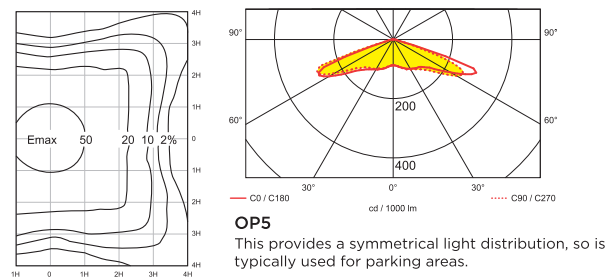 4H
3H
2H
1H
0
1H
2H
3H
4H
Emax 50 20 10 2%
1H 0 1H 2H 3H 4H
90° 90°
200
60° 60°
400
30° 0° 30°
C0 / C180 C90 / C270
cd / 1000 lm
OP5
This provides a symmetrical light distribution, so is
typically used for parking areas.